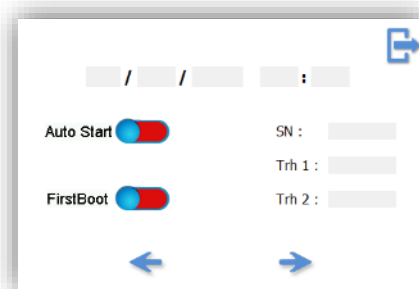 / / :
Auto Start
SN :
Trh 1 :
FirstBoot
Trh 2 :